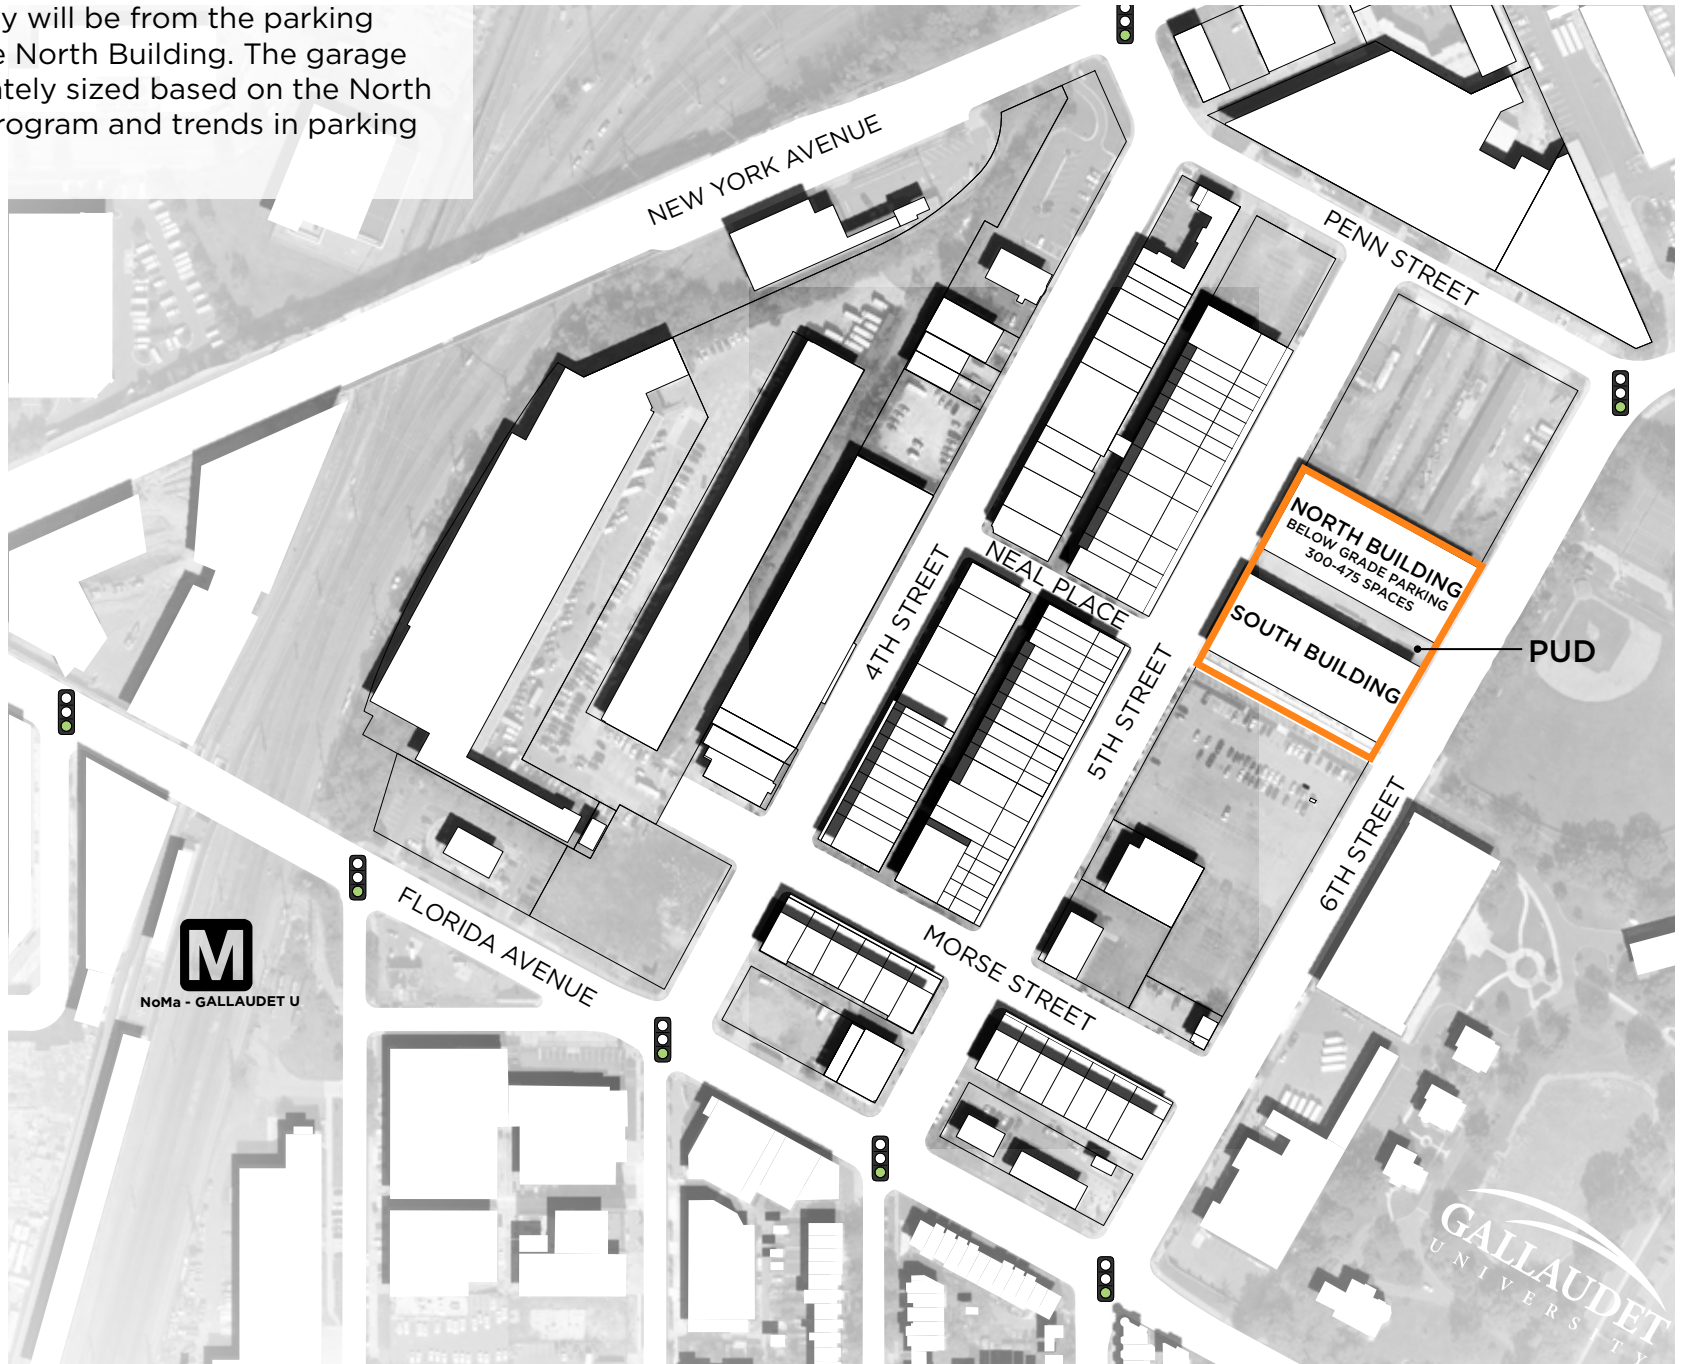 y will be from the parking
e North Building. The garage
ately sized based on the North
rogram and trends in parking
NEW YORK AVENUE
PENN STREET
NORTH BUILDING
BELOW GRADE PARKING
300-475 SPACES
SOUTH BUILDING
PUD
NEAL PLACE
4TH STREET
5TH STREET
6TH STREET
FLORIDA AVENUE
MORSE STREET
M
NoMa - GALLAUDET U
GALLAUDET
UNIVERSITY